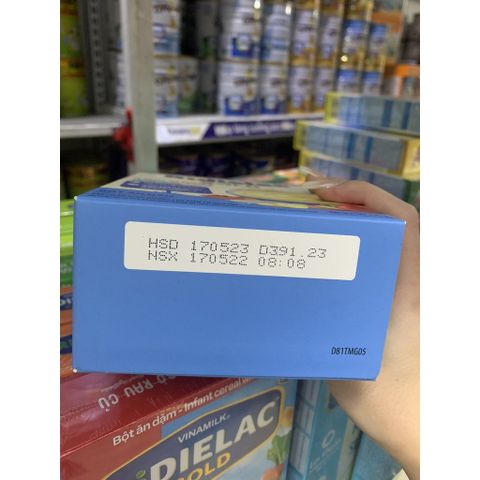 HSD 170523 D391.23
NSX 170522 08:08
D81TMG05
RAU CỦ
Bột ăn dặm - Infant cereal
VINAMILK
DIELAC
GOLD